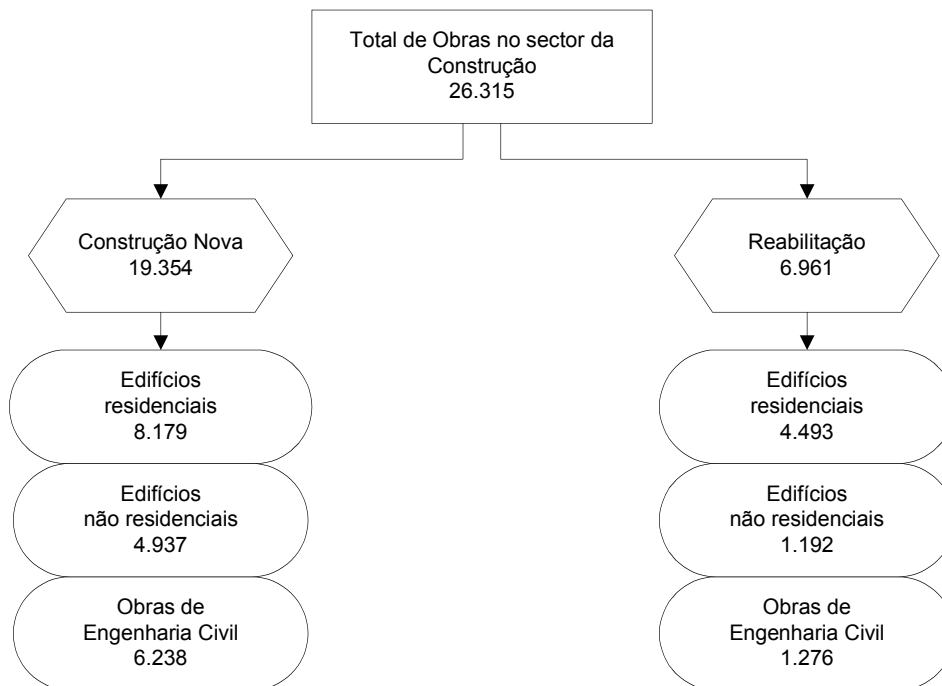 Total de Obras no sector da
Construção
26.315
Construção Nova
19.354
Reabilitação
6.961
Edifícios
residenciais
8.179
Edifícios
não residenciais
4.937
Obras de
Engenharia Civil
6.238
Edifícios
residenciais
4.493
Edifícios
não residenciais
1.192
Obras de
Engenharia Civil
1.276